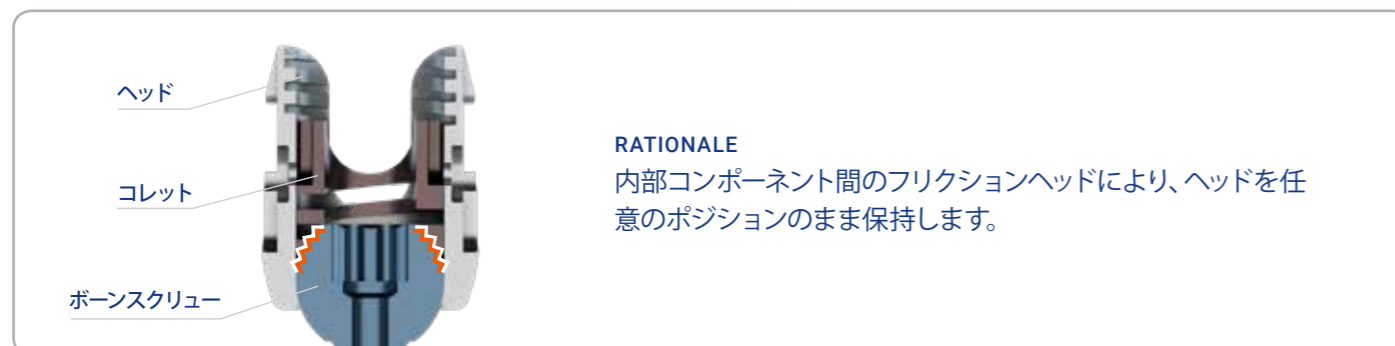 ヘッド
コレット
ボーンスクリュー
RATIONALE
内部コンポーネント間のフリクションヘッドにより、ヘッドを任
意のポジションのまま保持します。